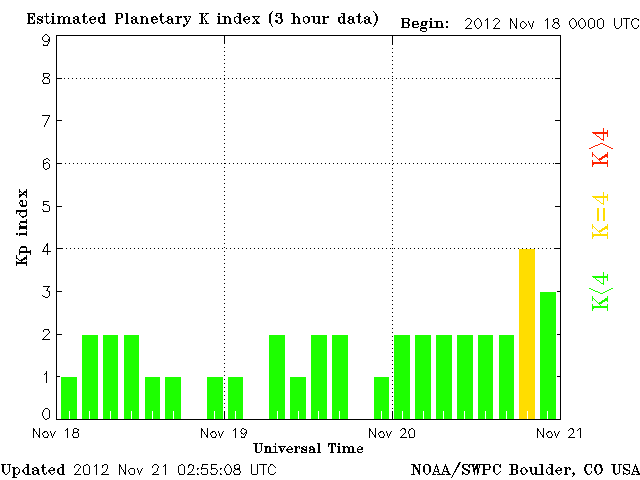 Estimated Planetary K index (3 hour data) Begin: 2012 Nov 18 0000 UTC
9
8
7
6
5
4
3
2
1
0
Kp index
K>4
K=4
K<4
Nov 18 Nov 19 Nov 20 Nov 21
Universal Time
Updated 2012 Nov 21 02:55:08 UTC NOAA/SWPC Boulder, CO USA